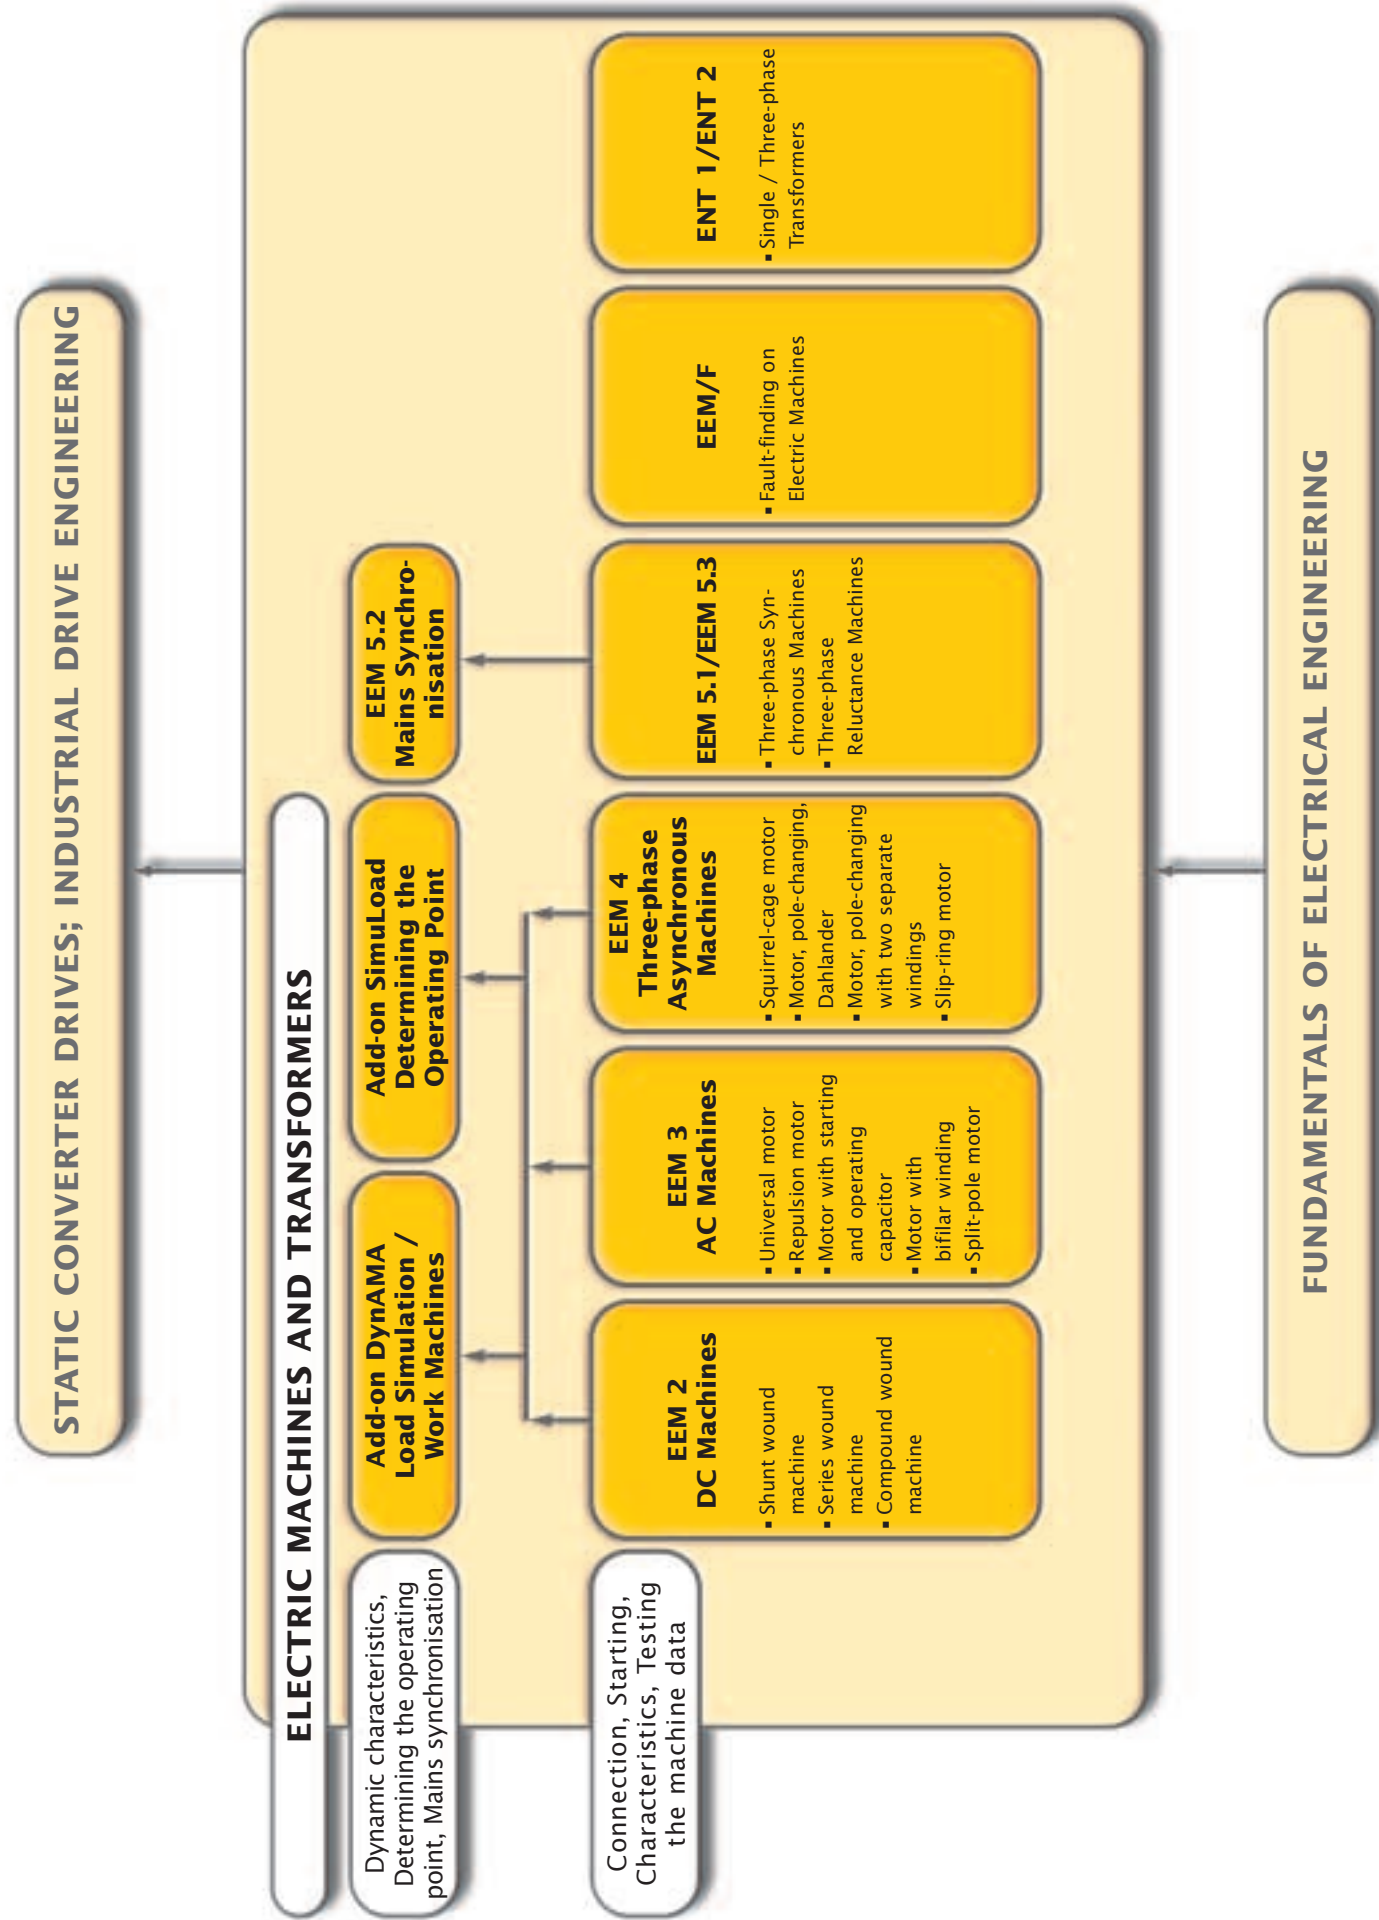 STATIC CONVERTER DRIVES; INDUSTRIAL DRIVE ENGINEERING
ELECTRIC MACHINES AND TRANSFORMERS
Dynamic characteristics,
Determining the operating
point, Mains synchronisation
Add-on DynAMA
Load Simulation /
Work Machines
Add-on SimuLoad
Determining the
Operating Point
EEM 5.2
Mains Synchro-
nisation
Connection, Starting,
Characteristics, Testing
the machine data
EEM 2
DC Machines
▪ Shunt wound
machine
▪ Series wound
machine
▪ Compound wound
machine
EEM 3
AC Machines
▪ Universal motor
▪ Repulsion motor
▪ Motor with starting
and operating
capacitor
▪ Motor with
bifilar winding
▪ Split-pole motor
EEM 4
Three-phase
Asynchronous
Machines
▪ Squirrel-cage motor
▪ Motor, pole-changing,
Dahlander
▪ Motor, pole-changing
with two separate
windings
▪ Slip-ring motor
EEM 5.1/EEM 5.3
▪ Three-phase Syn-
chronous Machines
▪ Three-phase
Reluctance Machines
EEM/F
▪ Fault-finding on
Electric Machines
ENT 1/ENT 2
▪ Single / Three-phase
Transformers
FUNDAMENTALS OF ELECTRICAL ENGINEERING